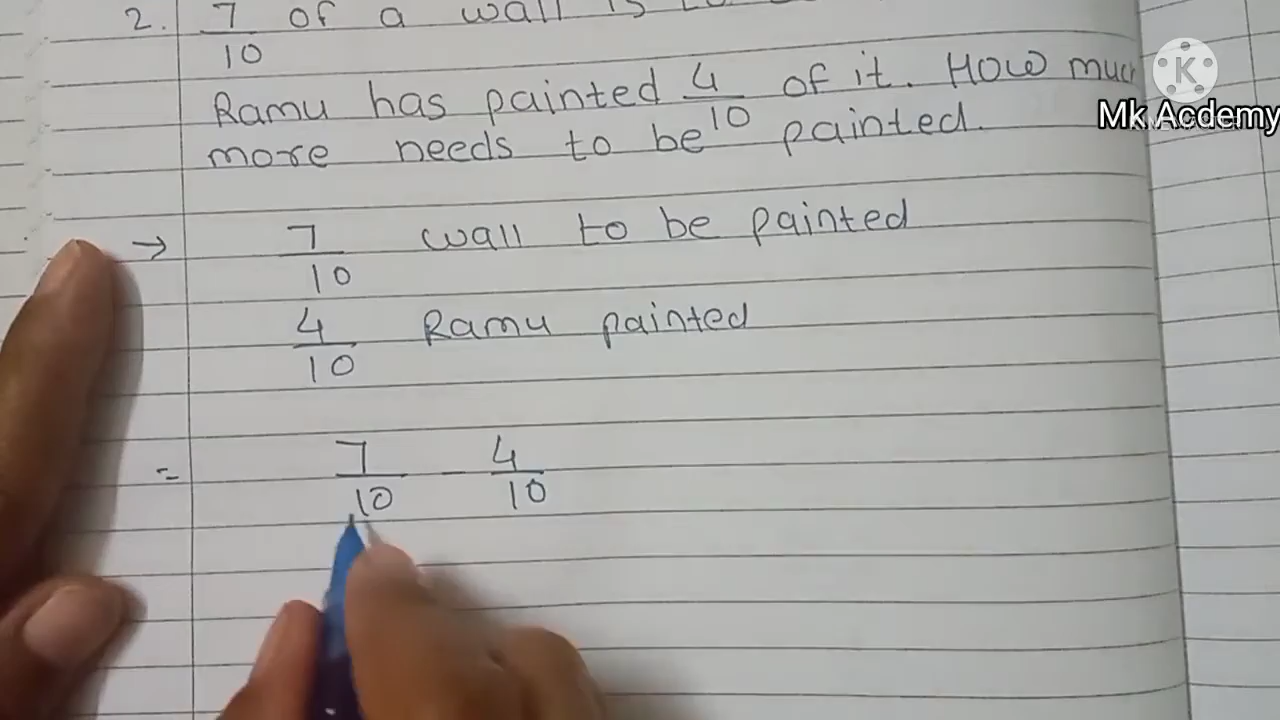 2. 7/10 of a wall is
Ramu has painted 4/10 of it. How much
more needs to be painted.
→ 7/10 wall to be painted
4/10 Ramu painted
= 7/10 - 4/10
K
Mk Acdemy